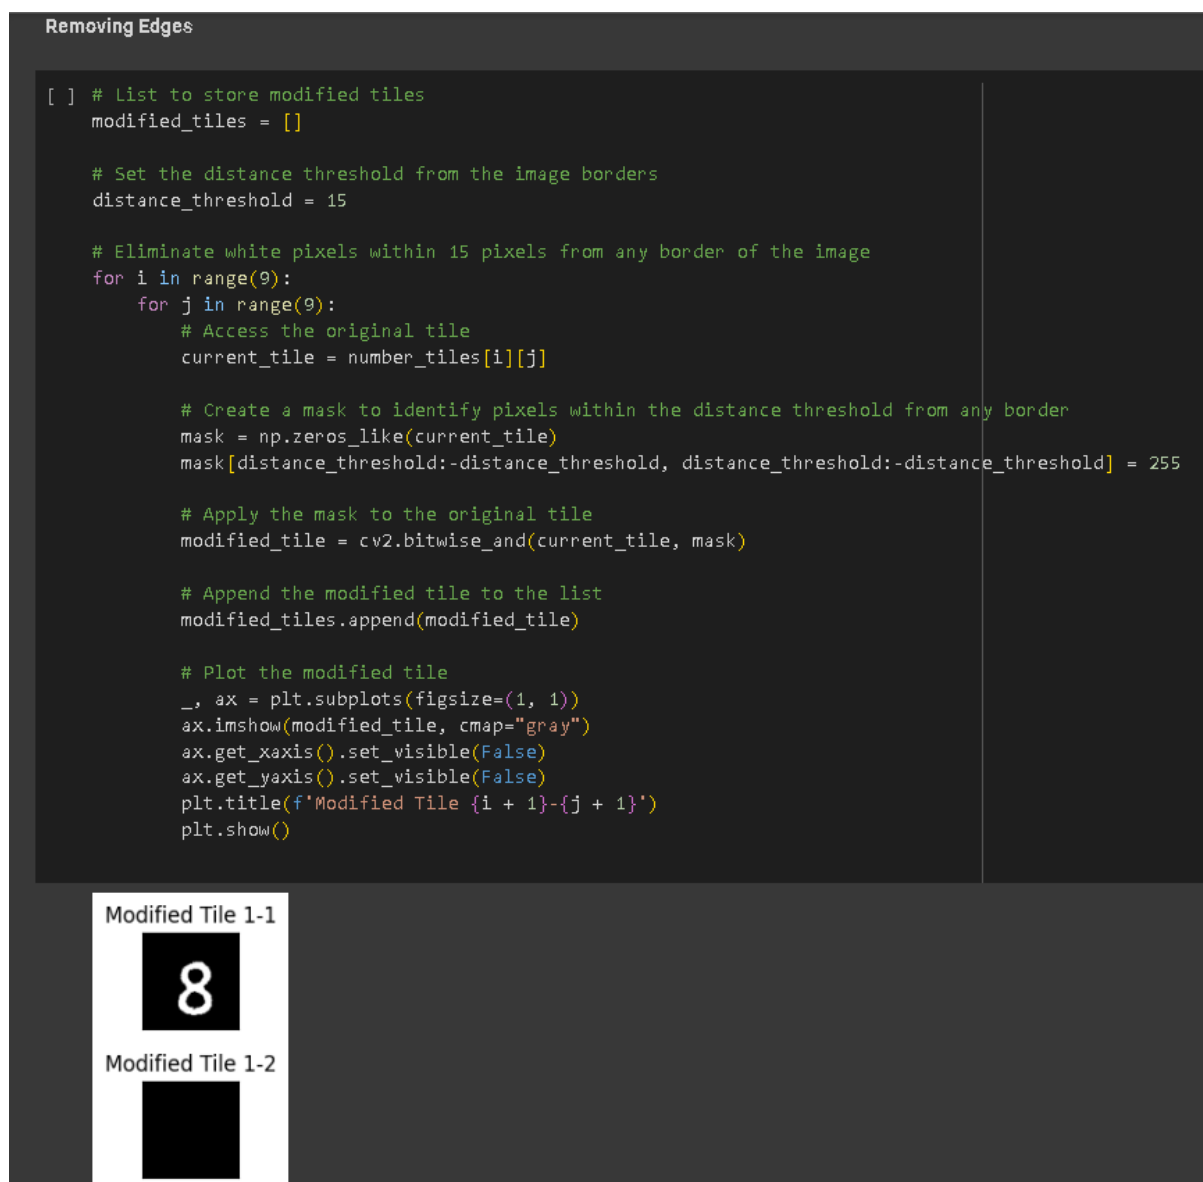 Removing Edges
[ ] # List to store modified tiles
modified_tiles = []
# Set the distance threshold from the image borders
distance_threshold = 15
# Eliminate white pixels within 15 pixels from any border of the image
for i in range(9):
for j in range(9):
# Access the original tile
current_tile = number_tiles[i][j]
# Create a mask to identify pixels within the distance threshold from any border
mask = np.zeros_like(current_tile)
mask[distance_threshold:-distance_threshold, distance_threshold:-distance_threshold] = 255
# Apply the mask to the original tile
modified_tile = cv2.bitwise_and(current_tile, mask)
# Append the modified tile to the list
modified_tiles.append(modified_tile)
# Plot the modified tile
_, ax = plt.subplots(figsize=(1, 1))
ax.imshow(modified_tile, cmap="gray")
ax.get_xaxis().set_visible(False)
ax.get_yaxis().set_visible(False)
plt.title(f'Modified Tile {i + 1}-{j + 1}')
plt.show()
Modified Tile 1-1
8
Modified Tile 1-2